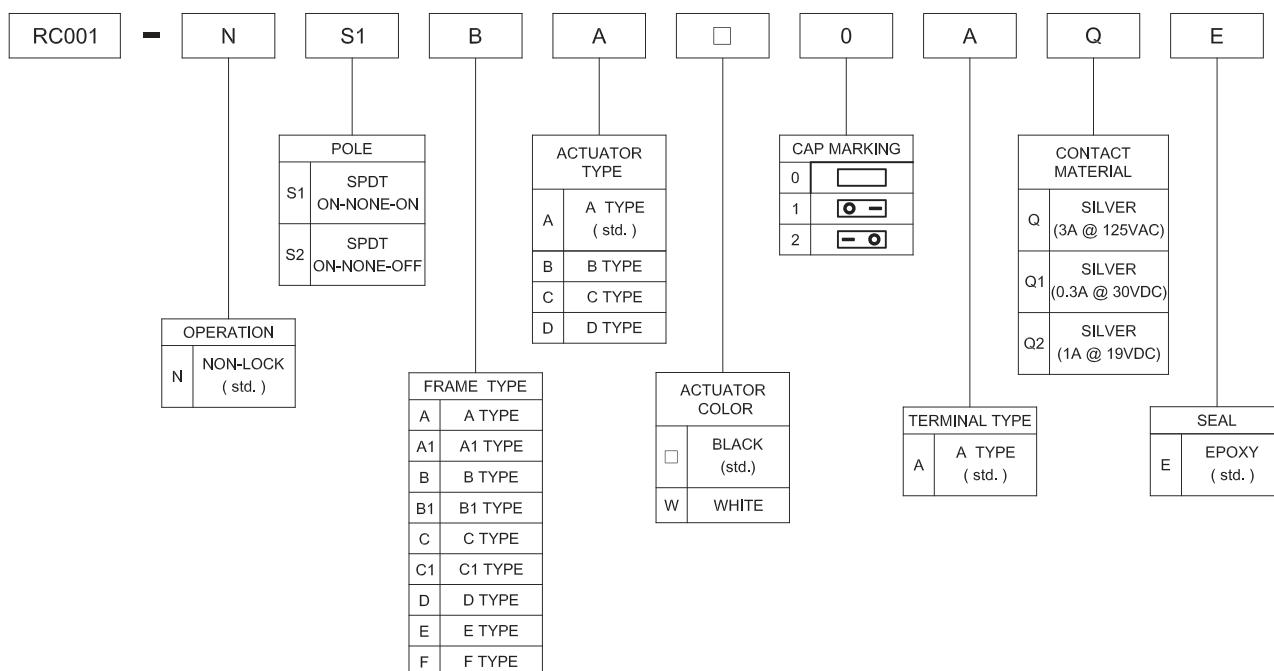 RC001 - N S1 B A □ 0 A Q E
POLE
S1 SPDT
ON-NONE-ON
S2 SPDT
ON-NONE-OFF
ACTUATOR
TYPE
A A TYPE
( std. )
B B TYPE
C C TYPE
D D TYPE
CAP MARKING
0
1
2
CONTACT
MATERIAL
Q SILVER
(3A @ 125VAC)
Q1 SILVER
(0.3A @ 30VDC)
Q2 SILVER
(1A @ 19VDC)
OPERATION
N NON-LOCK
( std. )
FRAME TYPE
A A TYPE
A1 A1 TYPE
B B TYPE
B1 B1 TYPE
C C TYPE
C1 C1 TYPE
D D TYPE
E E TYPE
F F TYPE
ACTUATOR
COLOR
□ BLACK
(std.)
W WHITE
TERMINAL TYPE
A A TYPE
( std. )
SEAL
E EPOXY
( std. )